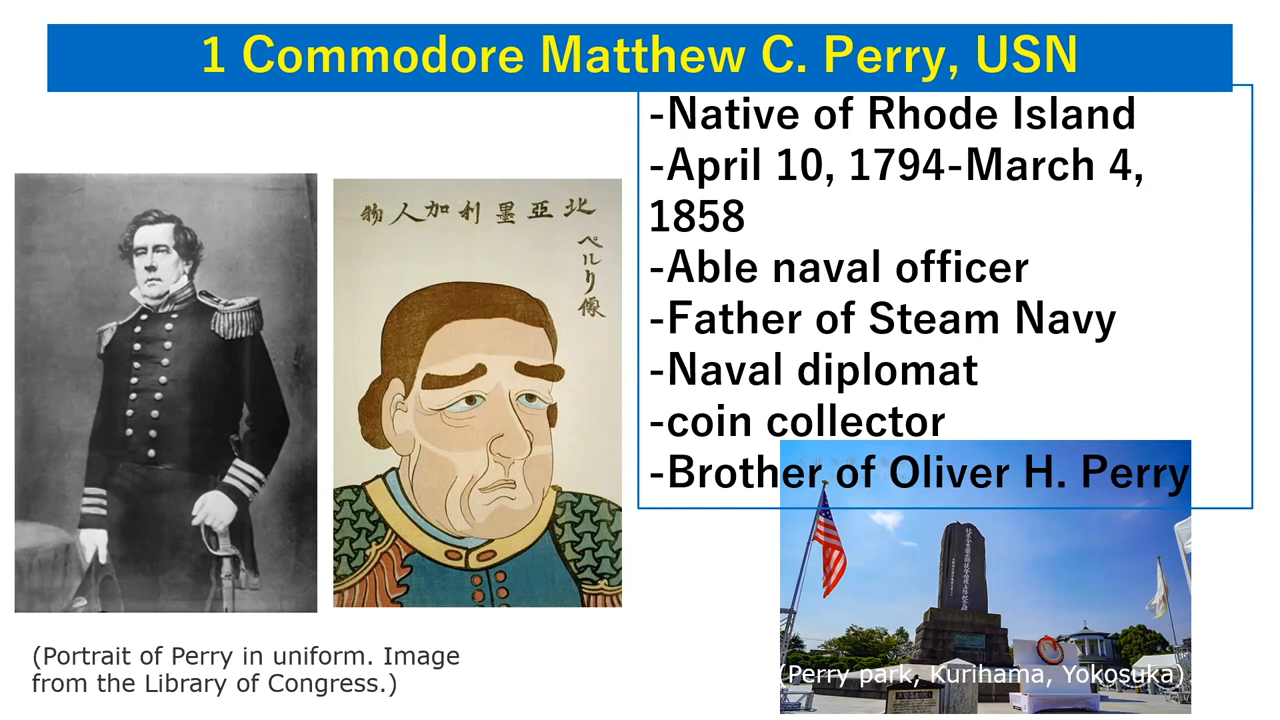 1 Commodore Matthew C. Perry, USN
-Native of Rhode Island
-April 10, 1794-March 4,
1858
-Able naval officer
-Father of Steam Navy
-Naval diplomat
-coin collector
-Brother of Oliver H. Perry
北亞墨利加人物
ペルリ像
(Portrait of Perry in uniform. Image
from the Library of Congress.)
(Perry park, Kurihama, Yokosuka)